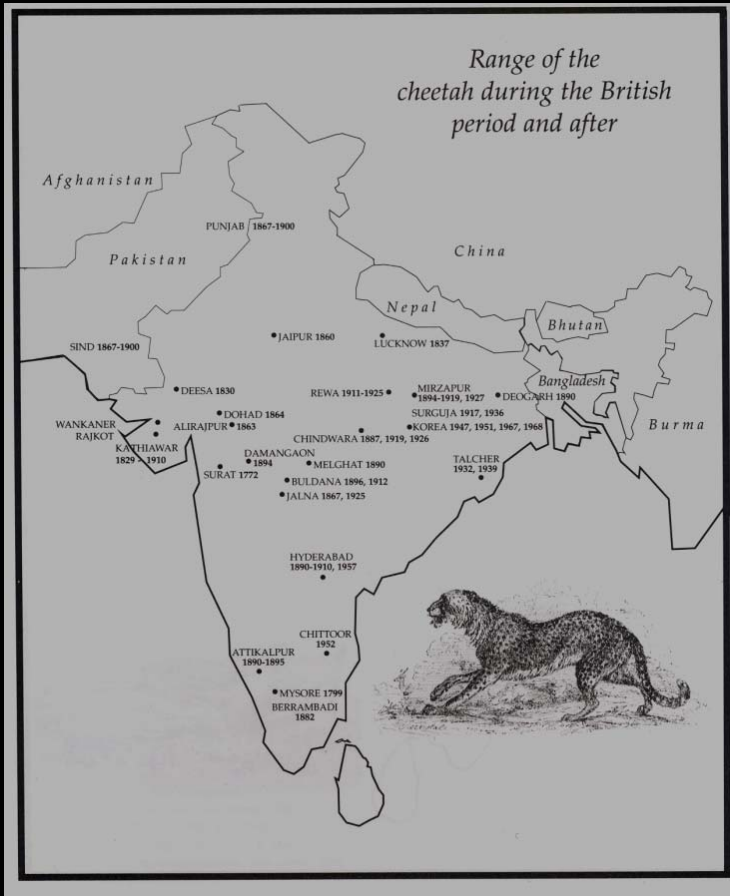 Range of the
cheetah during the British
period and after
Afghanistan
PUNJAB 1867-1900
Pakistan
China
Nepal
Bhutan
SIND 1867-1900
JAIPUR 1860
LUCKNOW 1837
Bangladesh
DEESA 1830
REWA 1911-1925
MIRZAPUR
1894-1919, 1927
DEOGARH 1890
DOHAD 1864
SURGUJA 1917, 1936
WANKANER
RAJKOT
ALIRAJPUR 1863
KOREA 1947, 1951, 1967, 1968
Burma
CHINDWARA 1887, 1919, 1926
KATHIAWAR
1829 - 1910
DAMANGAON
1894
MELGHAT 1890
TALCHER
1932, 1939
SURAT 1772
BULDANA 1896, 1912
JALNA 1867, 1925
HYDERABAD
1890-1910, 1957
CHITTOOR
1952
ATTIKALPUR
1890-1895
MYSORE 1799
BERRAMBADI
1882